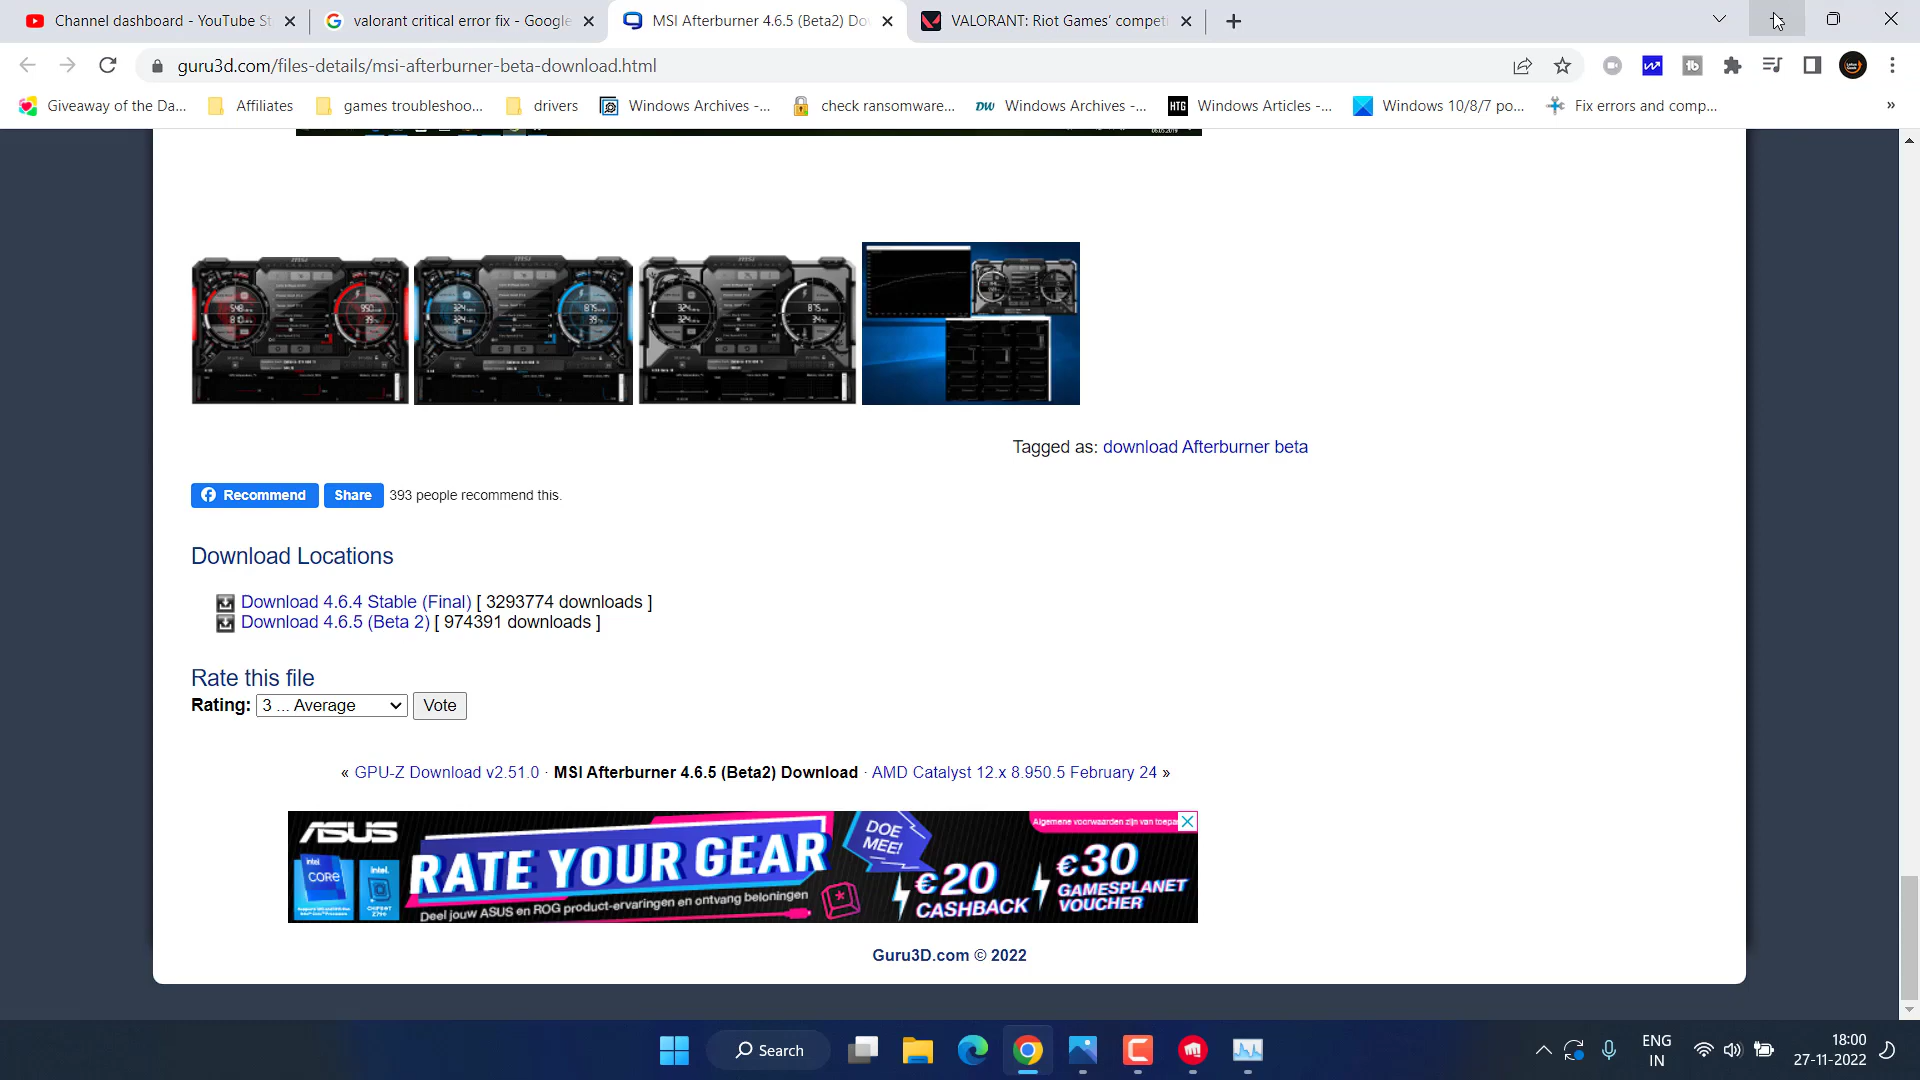 Channel dashboard - YouTube St
valorant critical error fix - Google
MSI Afterburner 4.6.5 (Beta2) Do
VALORANT: Riot Games' competi
guru3d.com/files-details/msi-afterburner-beta-download.html
Giveaway of the Da...
Affiliates
games troubleshoo...
drivers
Windows Archives -...
check ransomware...
DW Windows Archives -...
HTG Windows Articles -...
Windows 10/8/7 po...
Fix errors and comp...
»
Tagged as: download Afterburner beta
Recommend
Share
393 people recommend this.
Download Locations
Download 4.6.4 Stable (Final) [ 3293774 downloads ]
Download 4.6.5 (Beta 2) [ 974391 downloads ]
Rate this file
Rating: 3 ... Average Vote
« GPU-Z Download v2.51.0 · MSI Afterburner 4.6.5 (Beta2) Download · AMD Catalyst 12.x 8.950.5 February 24 »
ASUS
intel CORE
intel. CHIPSET Z790
RATE YOUR GEAR
Deel jouw ASUS en ROG product-ervaringen en ontvang beloningen
DOE MEE!
€20 CASHBACK
€30 GAMESPLANET VOUCHER
Algemene voorwaarden zijn van toepa
Guru3D.com © 2022
Search
ENG
IN
18:00
27-11-2022